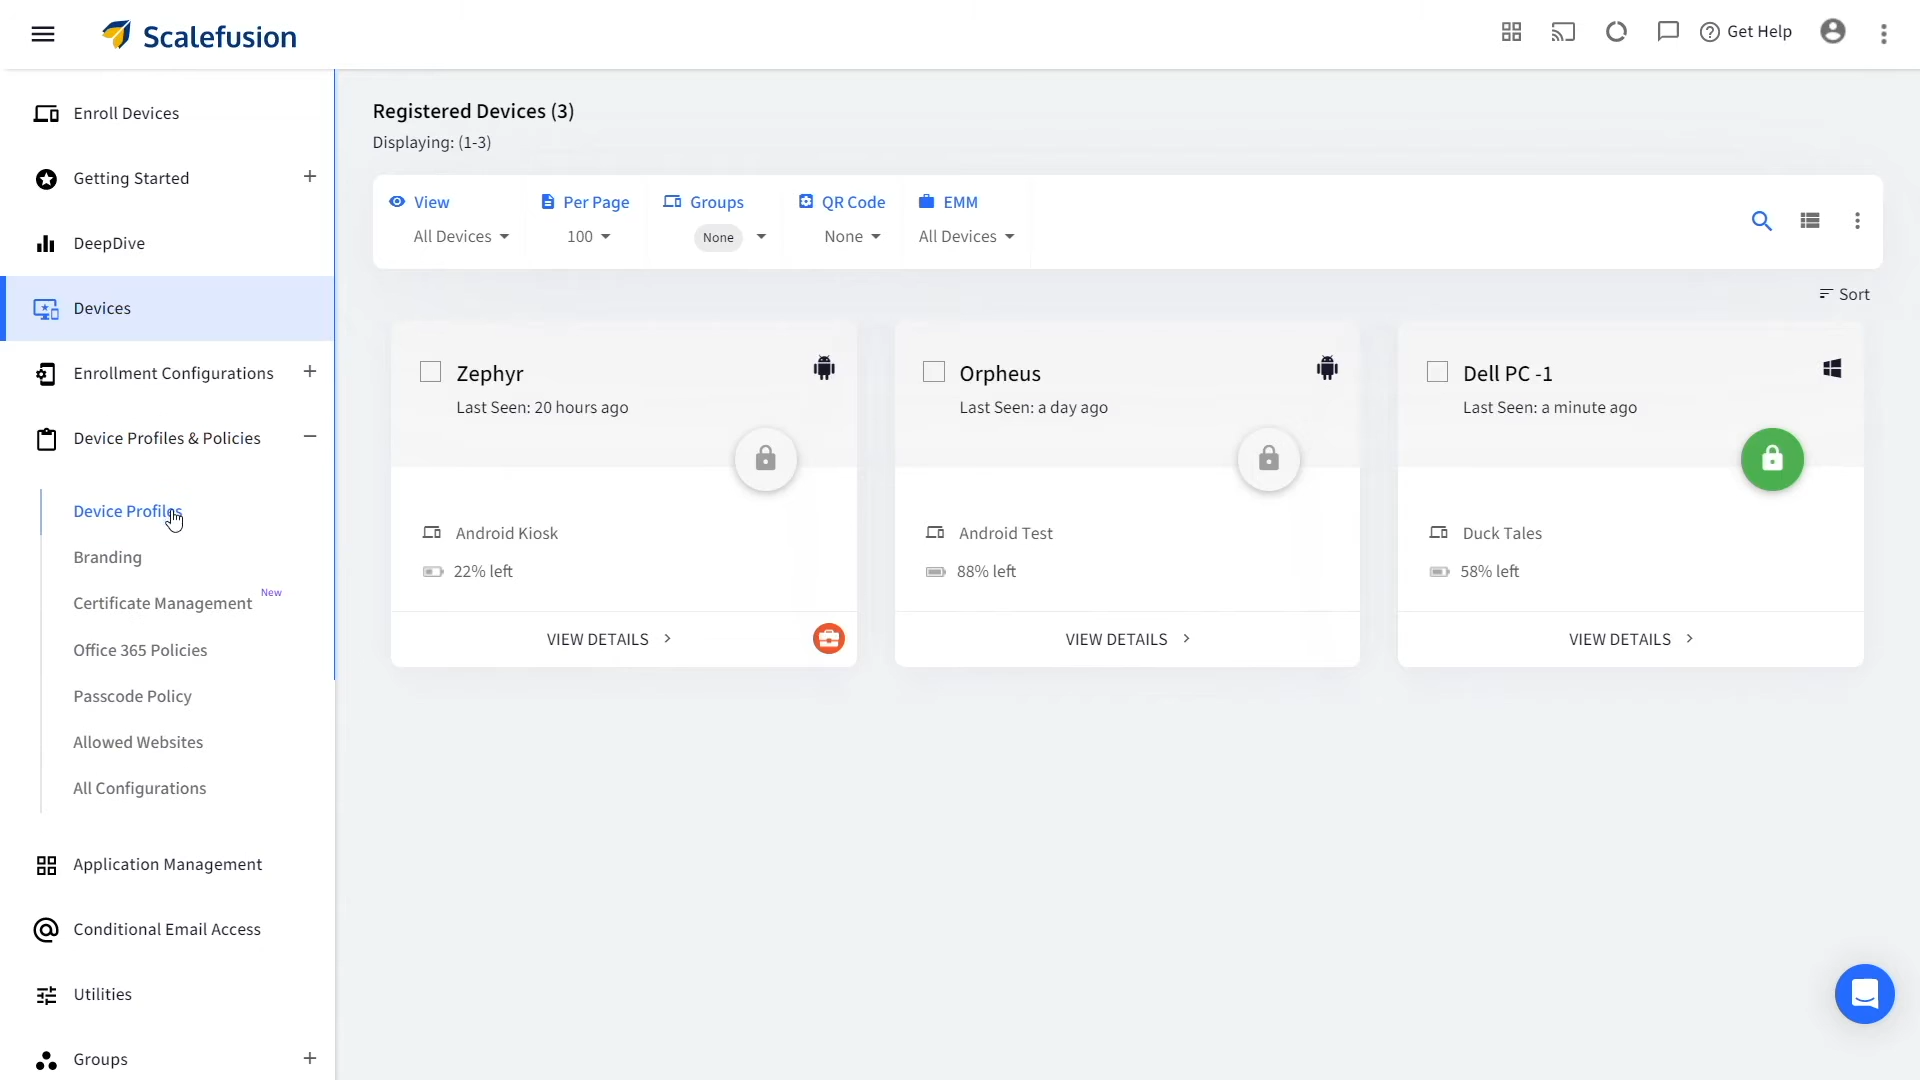 Scalefusion
Get Help
Enroll Devices
Getting Started
DeepDive
Devices
Enrollment Configurations
Device Profiles & Policies
Device Profiles
Branding
Certificate Management New
Office 365 Policies
Passcode Policy
Allowed Websites
All Configurations
Application Management
Conditional Email Access
Utilities
Groups
Registered Devices (3)
Displaying: (1-3)
View
All Devices
Per Page
100
Groups
None
QR Code
None
EMM
All Devices
Sort
Zephyr
Last Seen: 20 hours ago
Android Kiosk
22% left
VIEW DETAILS
Orpheus
Last Seen: a day ago
Android Test
88% left
VIEW DETAILS
Dell PC -1
Last Seen: a minute ago
Duck Tales
58% left
VIEW DETAILS